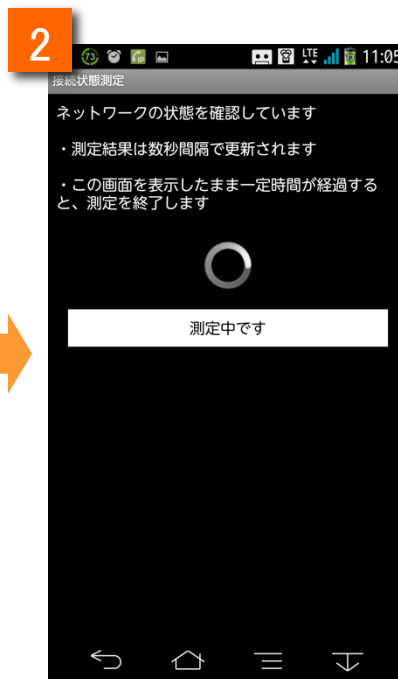 2
73 LTE 73 11:05
接続状態測定
ネットワークの状態を確認しています
・測定結果は数秒間隔で更新されます
・この画面を表示したまま一定時間が経過する
と、測定を終了します
測定中です